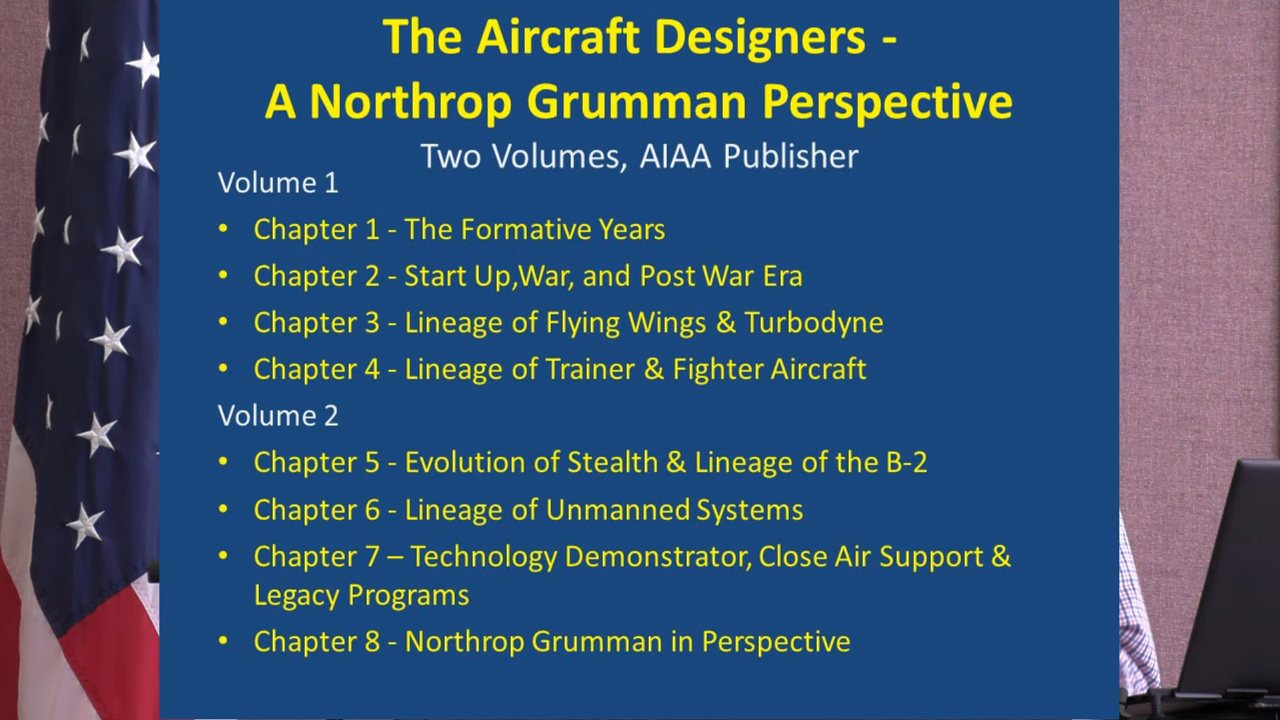 The Aircraft Designers -
A Northrop Grumman Perspective
Two Volumes, AIAA Publisher
Volume 1
• Chapter 1 - The Formative Years
• Chapter 2 - Start Up,War, and Post War Era
• Chapter 3 - Lineage of Flying Wings & Turbodyne
• Chapter 4 - Lineage of Trainer & Fighter Aircraft
Volume 2
• Chapter 5 - Evolution of Stealth & Lineage of the B-2
• Chapter 6 - Lineage of Unmanned Systems
• Chapter 7 – Technology Demonstrator, Close Air Support &
Legacy Programs
• Chapter 8 - Northrop Grumman in Perspective